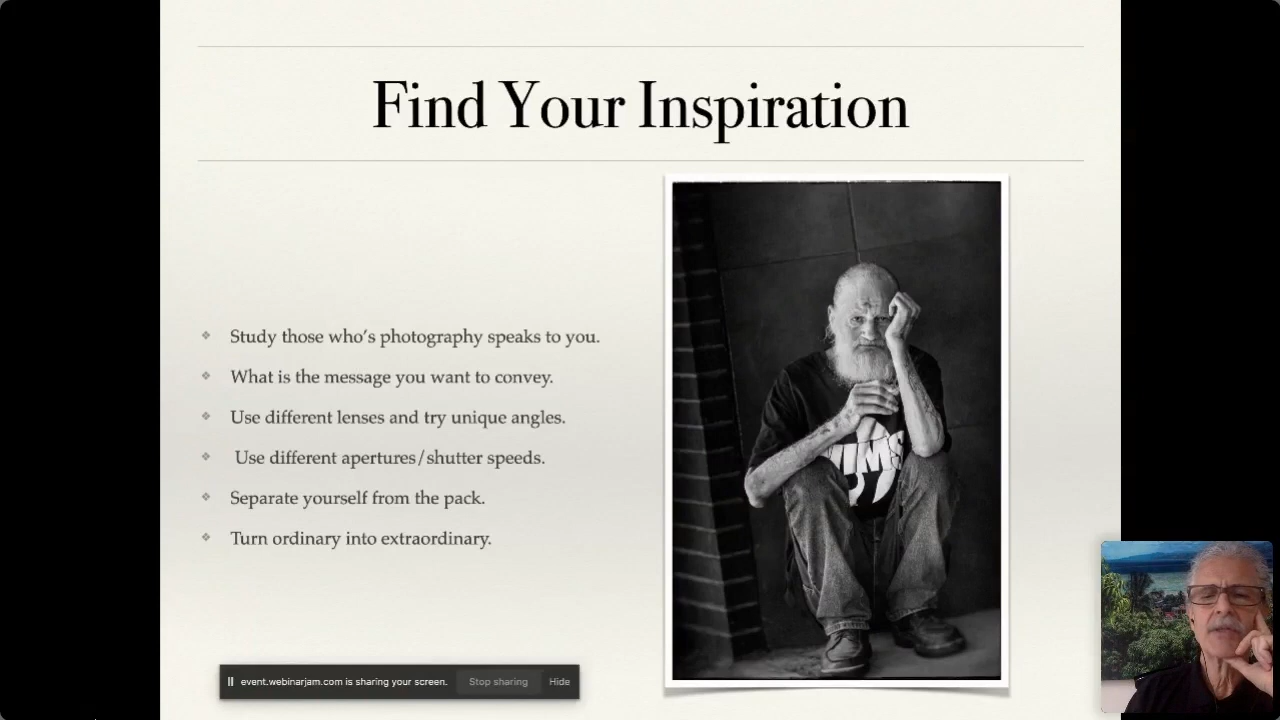 Find Your Inspiration
Study those who's photography speaks to you.
What is the message you want to convey.
Use different lenses and try unique angles.
Use different apertures/shutter speeds.
Separate yourself from the pack.
Turn ordinary into extraordinary.
event.webinarjam.com is sharing your screen. Stop sharing Hide